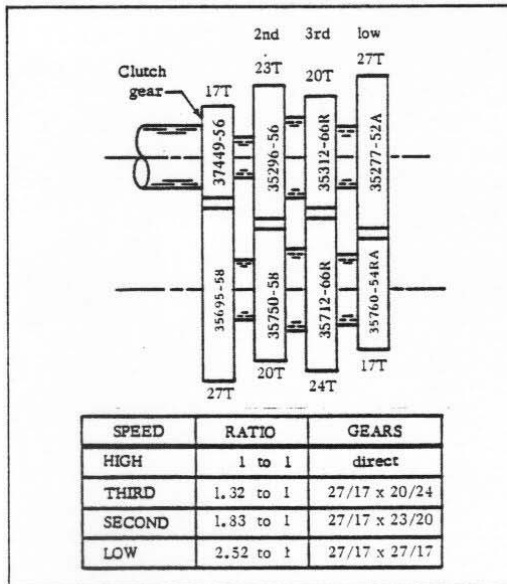 2nd 3rd low
23T 20T 27T
Clutch
gear
17T
37449-56
35296-56
35312-66R
35277-52A
35695-58
35750-58
35712-66R
35760-54RA
27T
20T
24T
17T
SPEED RATIO GEARS
HIGH 1 to 1 direct
THIRD 1.32 to 1 27/17 x 20/24
SECOND 1.83 to 1 27/17 x 23/20
LOW 2.52 to 1 27/17 x 27/17